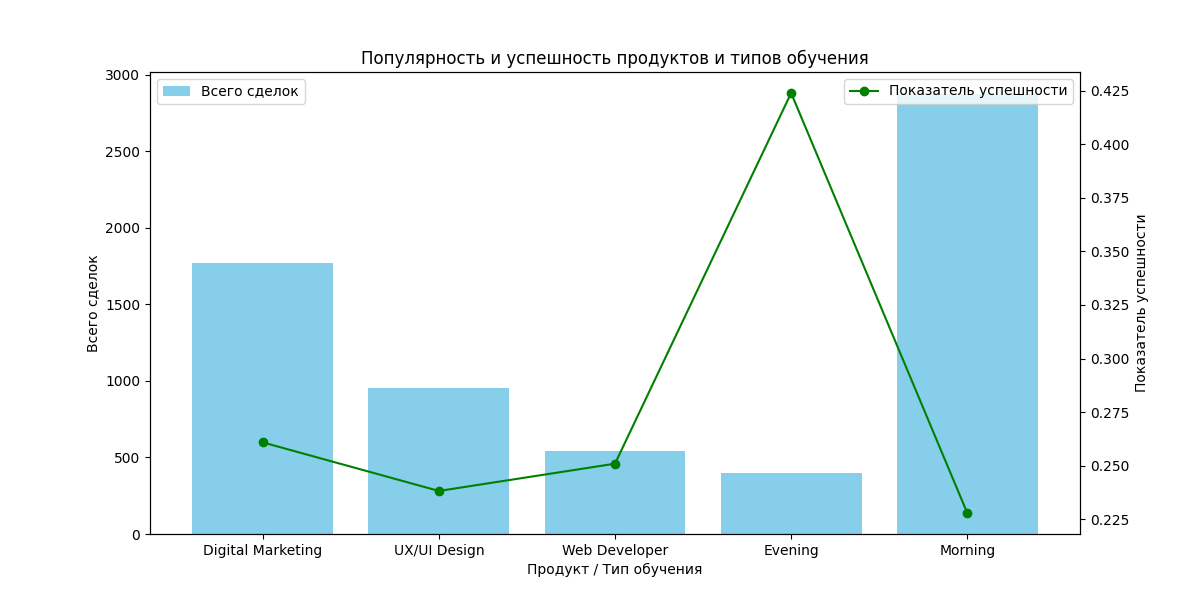 Популярность и успешность продуктов и типов обучения
Всего сделок
Показатель успешности
Всего сделок
3000
2500
2000
1500
1000
500
0
0.425
0.400
0.375
0.350
0.325
0.300
0.275
0.250
0.225
Показатель успешности
Digital Marketing
UX/UI Design
Web Developer
Evening
Morning
Продукт / Тип обучения